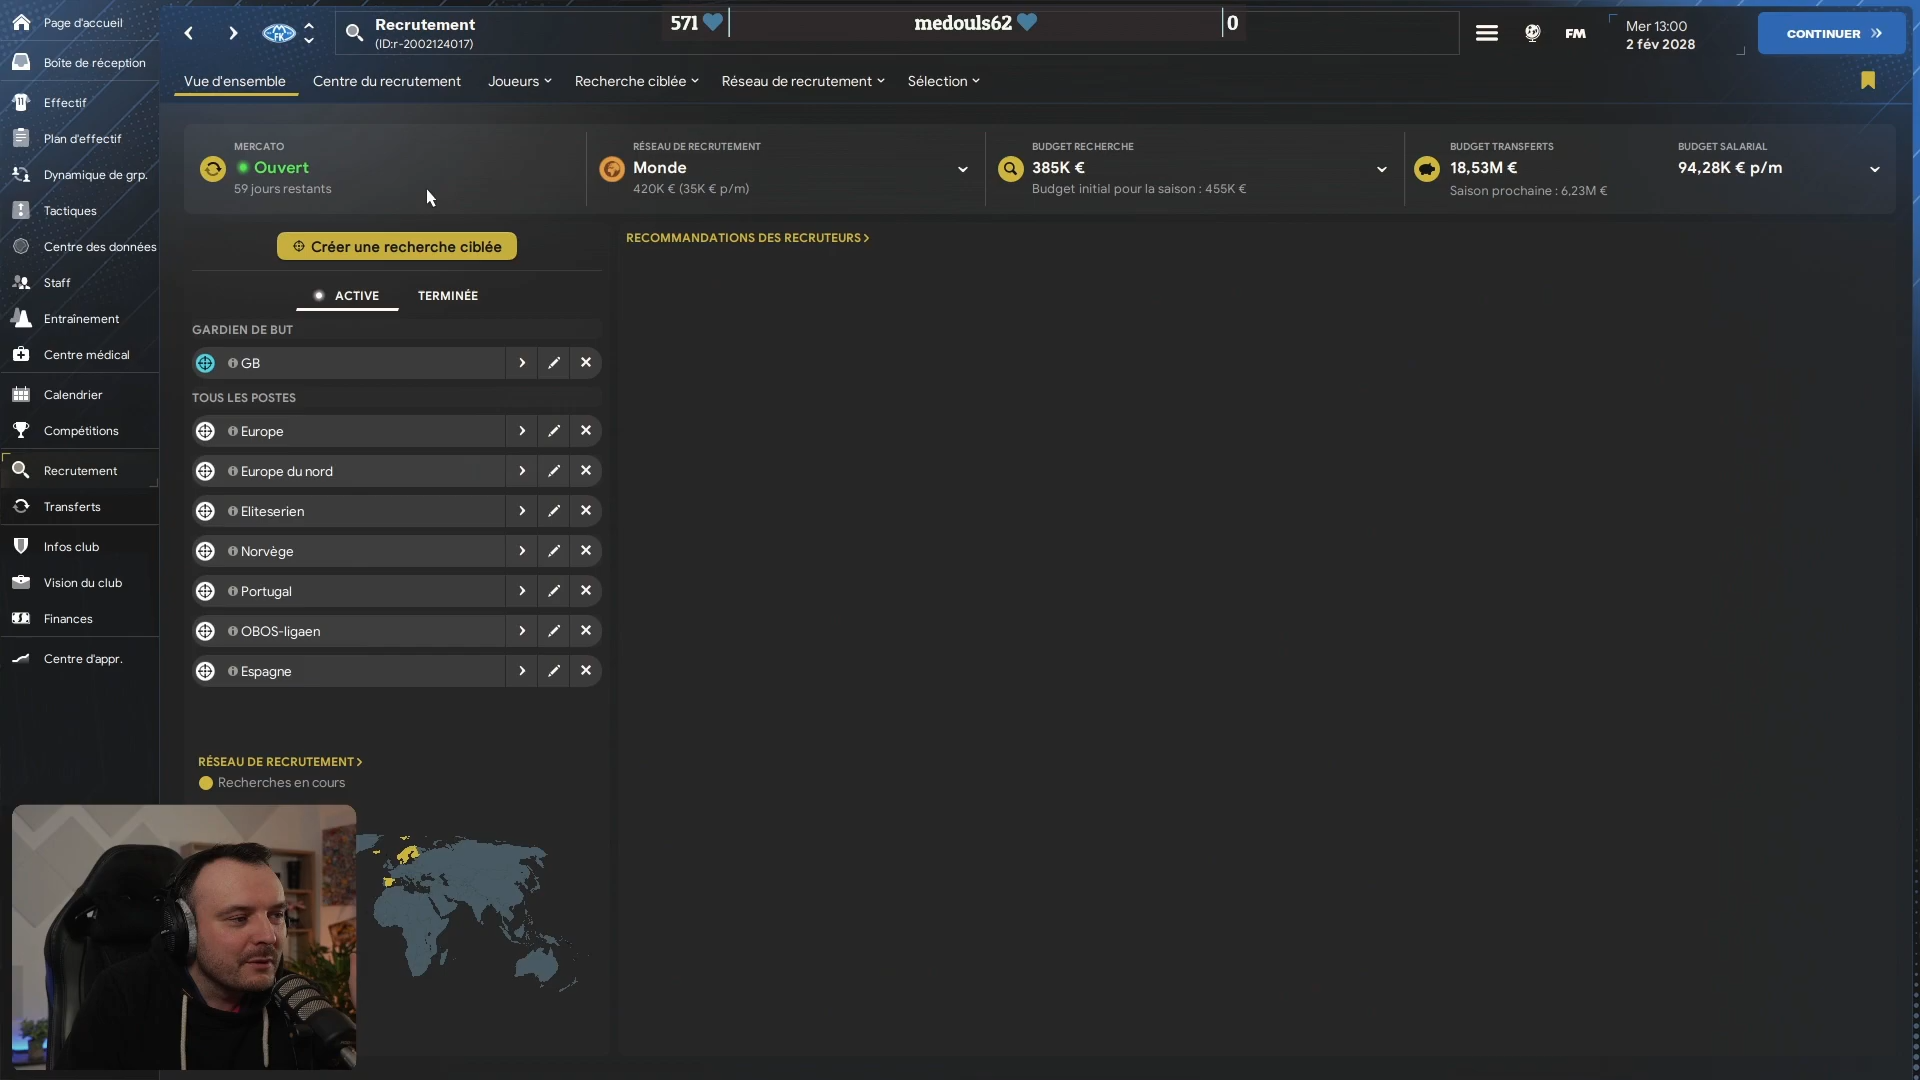 Page d'accueil
Boîte de réception
Effectif
Plan d'effectif
Dynamique de grp.
Tactiques
Centre des données
Staff
Entraînement
Centre médical
Calendrier
Compétitions
Recrutement
Transferts
Infos club
Vision du club
Finances
Centre d'appr.
Recrutement
(ID:r-2002124017)
571
medouls62
0
FM
Mer 13:00
2 fév 2028
CONTINUER
Vue d'ensemble
Centre du recrutement
Joueurs
Recherche ciblée
Réseau de recrutement
Sélection
MERCATO
Ouvert
59 jours restants
RÉSEAU DE RECRUTEMENT
Monde
420K € (35K € p/m)
BUDGET RECHERCHE
385K €
Budget initial pour la saison : 455K €
BUDGET TRANSFERTS
18,53M €
Saison prochaine : 6,23M €
BUDGET SALARIAL
94,28K € p/m
Créer une recherche ciblée
ACTIVE
TERMINÉE
GARDIEN DE BUT
GB
TOUS LES POSTES
Europe
Europe du nord
Eliteserien
Norvège
Portugal
OBOS-ligaen
Espagne
RÉSEAU DE RECRUTEMENT
Recherches en cours
RECOMMANDATIONS DES RECRUTEURS